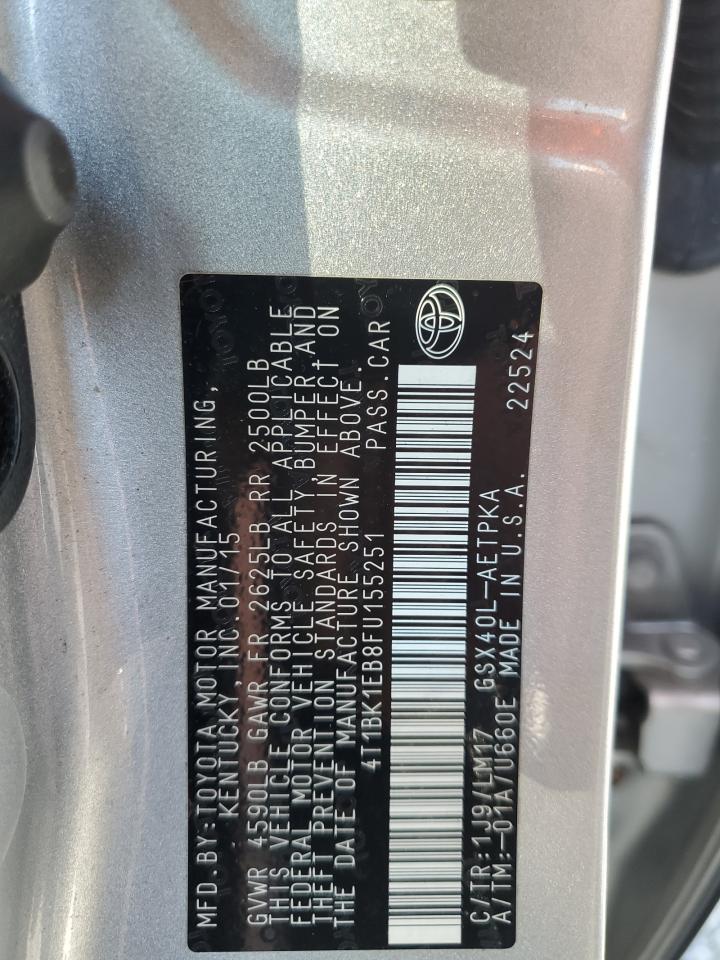 MFD.BY:TOYOTA MOTOR MANUFACTURING,
KENTUCKY, INC.01/15
GVWR 4590LB GAWR FR 2625LB RR 2500LB
THIS VEHICLE CONFORMS TO ALL APPLICABLE
FEDERAL MOTOR VEHICLE SAFETY, BUMPER AND
THEFT PREVENTION STANDARDS IN EFFECT ON
THE DATE OF MANUFACTURE SHOWN ABOVE.
4T1BK1EB8FU155251 PASS.CAR
C/TR:1J9/LM17 GSX40L-AETPKA
A/TM:-01A/U660E MADE IN U.S.A. 22524